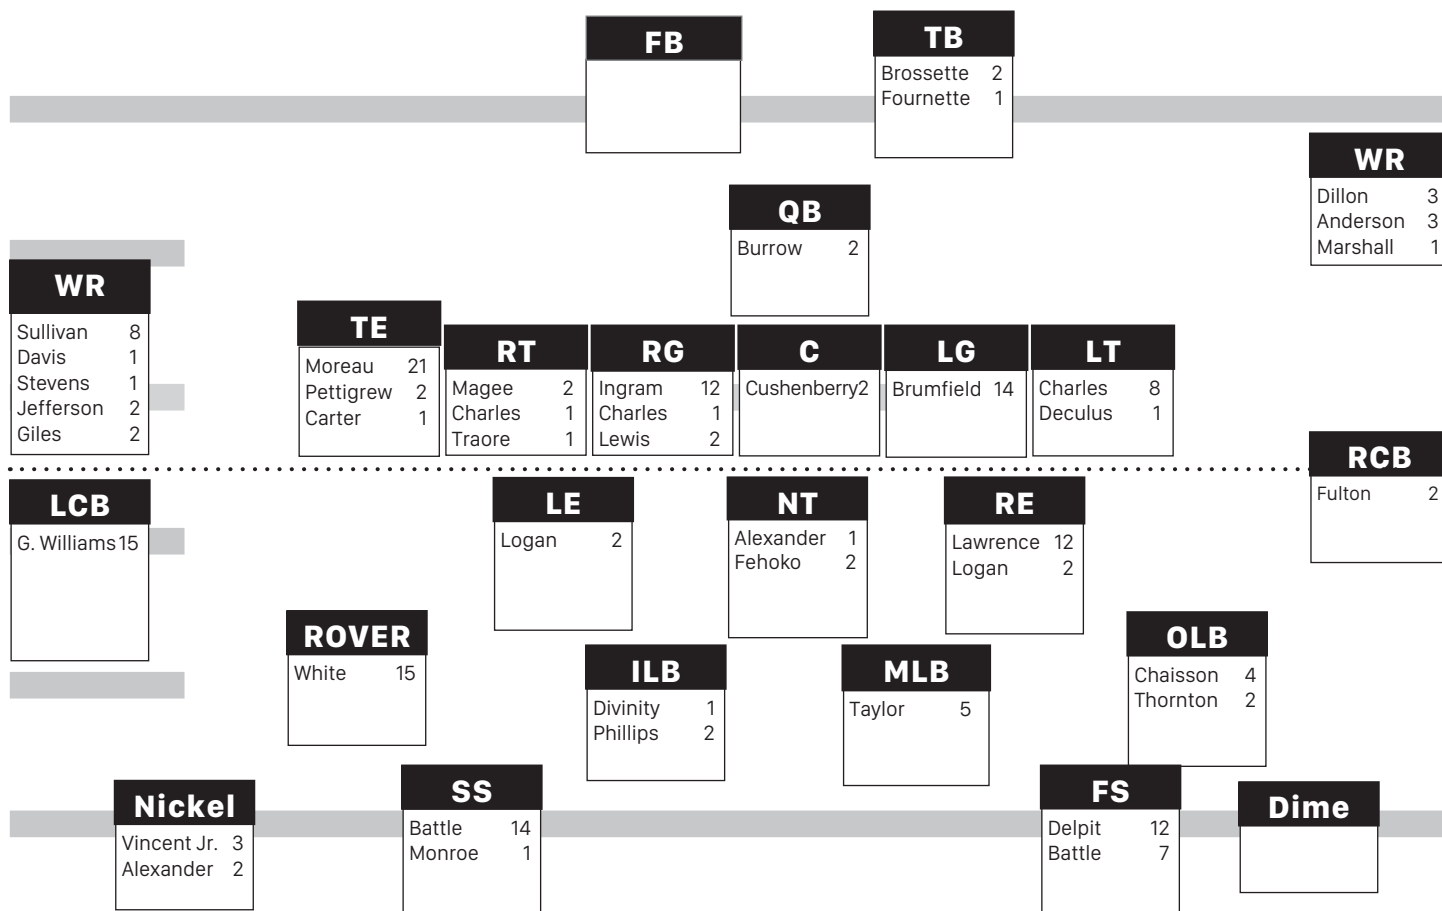 FB
TB
Brossette 2
Fournette 1
WR
Dillon 3
Anderson 3
Marshall 1
QB
Burrow 2
WR
Sullivan 8
Davis 1
Stevens 1
Jefferson 2
Giles 2
TE
Moreau 21
Pettigrew 2
Carter 1
RT
Magee 2
Charles 1
Traore 1
RG
Ingram 12
Charles 1
Lewis 2
C
Cushenberry2
LG
Brumfield 14
LT
Charles 8
Deculus 1
RCB
Fulton 2
LCB
G. Williams 15
LE
Logan 2
NT
Alexander 1
Fehoko 2
RE
Lawrence 12
Logan 2
ROVER
White 15
ILB
Divinity 1
Phillips 2
MLB
Taylor 5
OLB
Chaisson 4
Thornton 2
Nickel
Vincent Jr. 3
Alexander 2
SS
Battle 14
Monroe 1
FS
Delpit 12
Battle 7
Dime